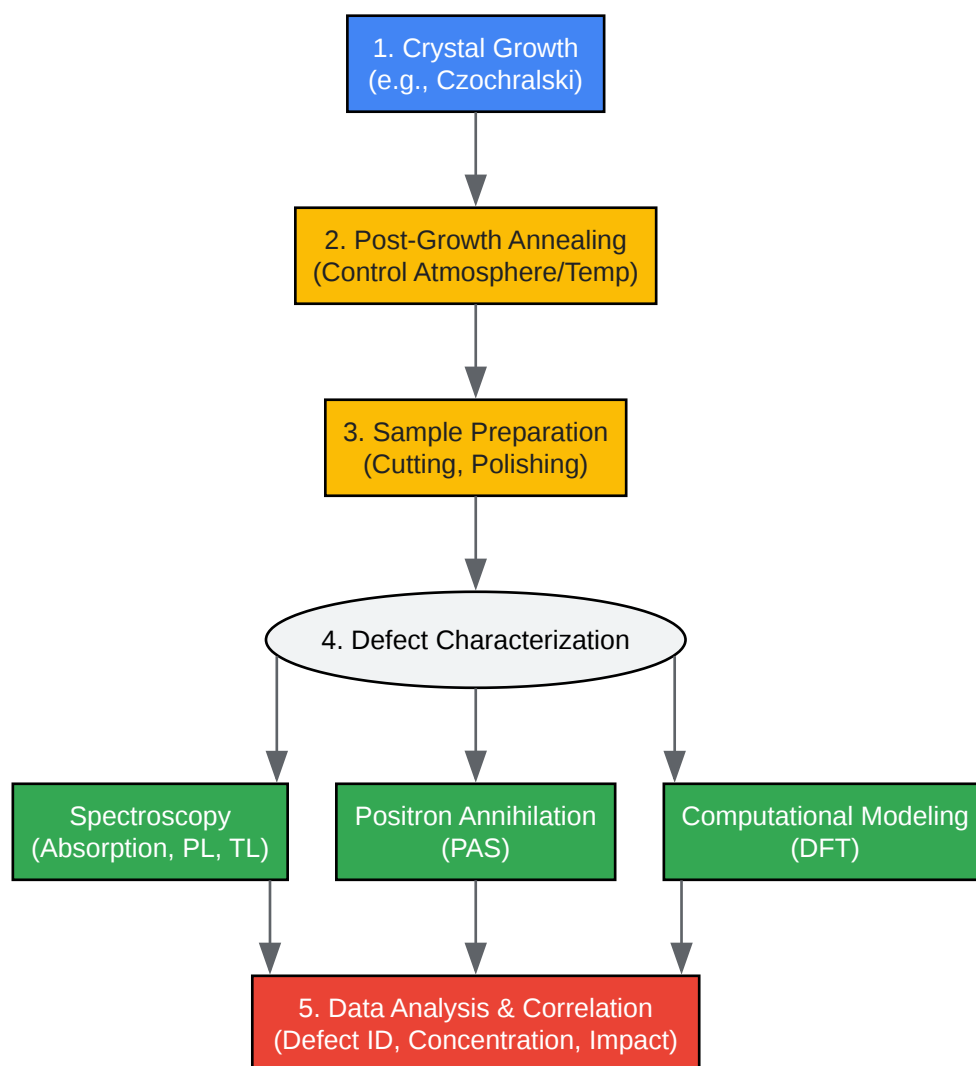 1. Crystal Growth
(e.g., Czochralski)
2. Post-Growth Annealing
(Control Atmosphere/Temp)
3. Sample Preparation
(Cutting, Polishing)
4. Defect Characterization
Spectroscopy
(Absorption, PL, TL)
Positron Annihilation
(PAS)
Computational Modeling
(DFT)
5. Data Analysis & Correlation
(Defect ID, Concentration, Impact)